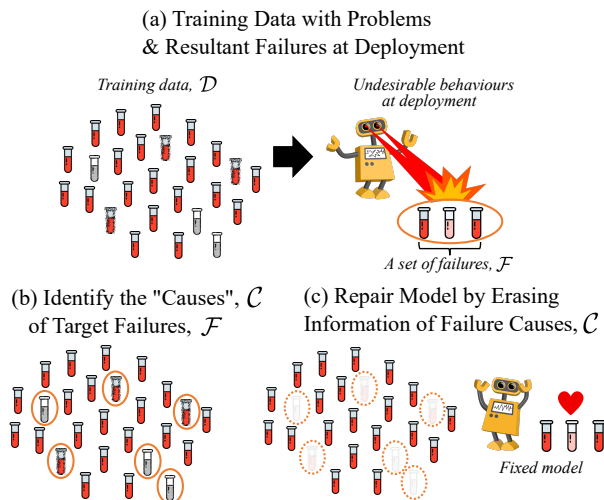 (a) Training Data with Problems
& Resultant Failures at Deployment
Training data, 𝒟
Undesirable behaviours
at deployment
A set of failures, ℱ
(b) Identify the "Causes", 𝒞
of Target Failures, ℱ
(c) Repair Model by Erasing
Information of Failure Causes, 𝒞
Fixed model